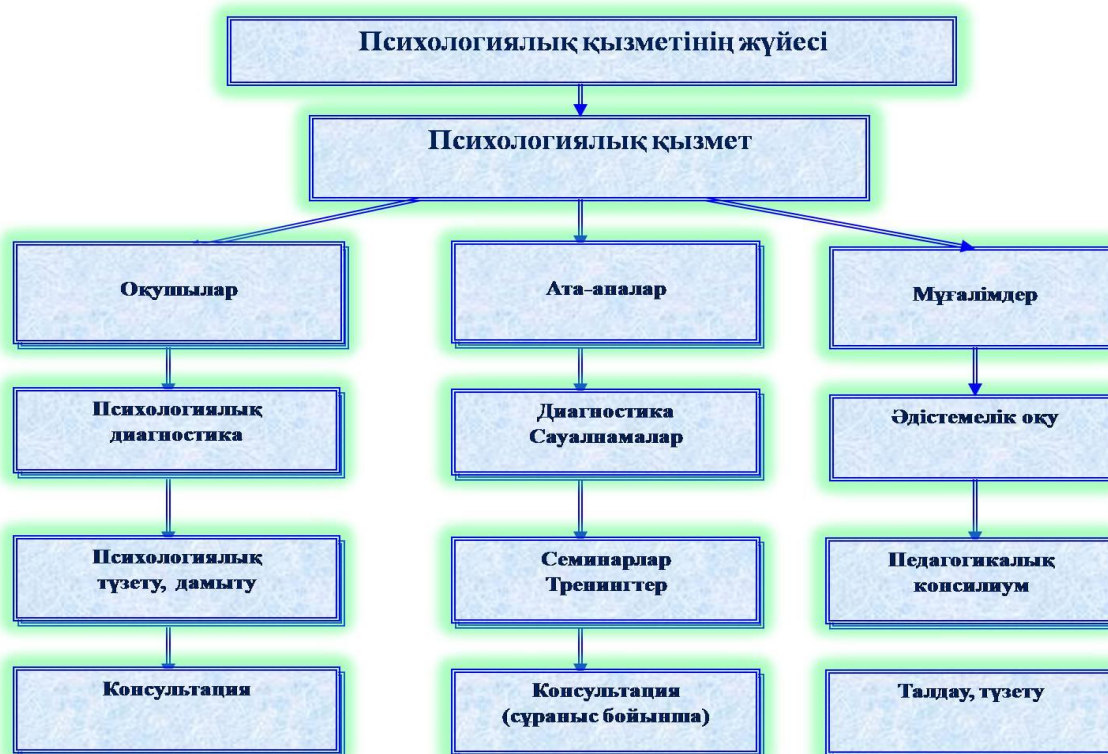 Психологиялық қызметінің жүйесі
Психологиялық қызмет
Оқушылар
Ата-аналар
Мұғалімдер
Психологиялық
диагностика
Диагностика
Сауалнамалар
Әдістемелік оқу
Психологиялық
түзету, дамыту
Семинарлар
Тренингтер
Педагогикалық
консилиум
Консультация
Консультация
(сұраныс бойынша)
Талдау, түзету